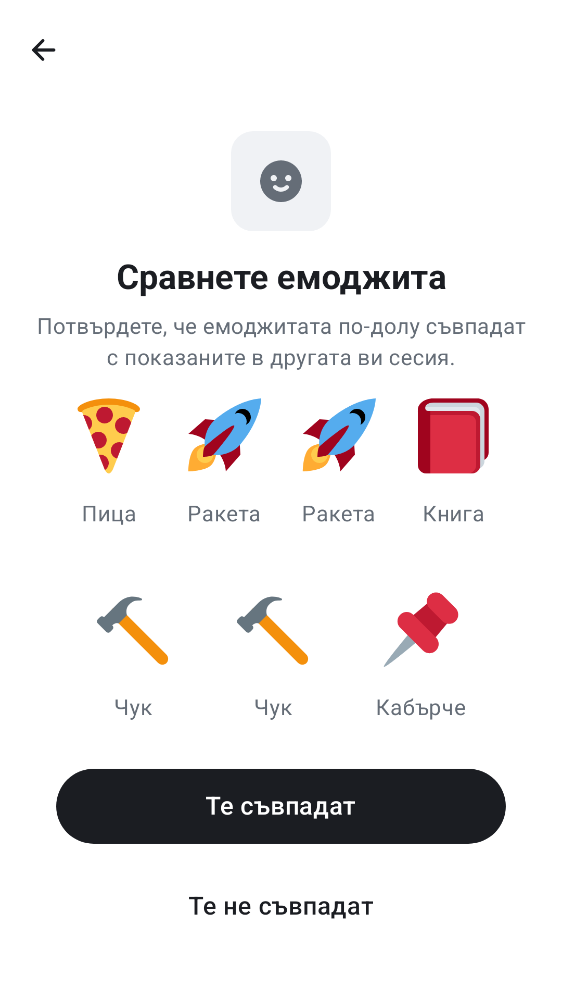 Сравнете емоджита
Потвърдете, че емоджитата по-долу съвпадат
с показаните в другата ви сесия.
Пица Ракета Ракета Книга
Чук Чук Кабърче
Те съвпадат
Те не съвпадат